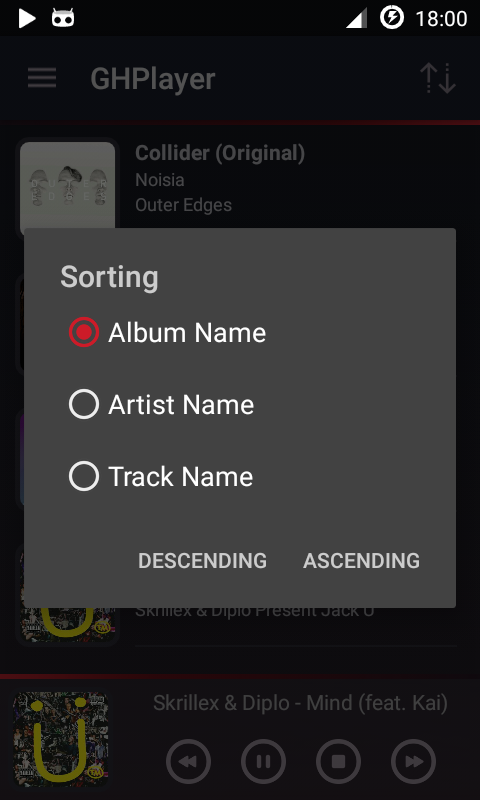 18:00
GHPlayer
Collider (Original)
Noisia
Outer Edges
Sorting
Album Name
Artist Name
Track Name
DESCENDING ASCENDING
Skrillex & Diplo Present Jack Ü
Skrillex & Diplo - Mind (feat. Kai)